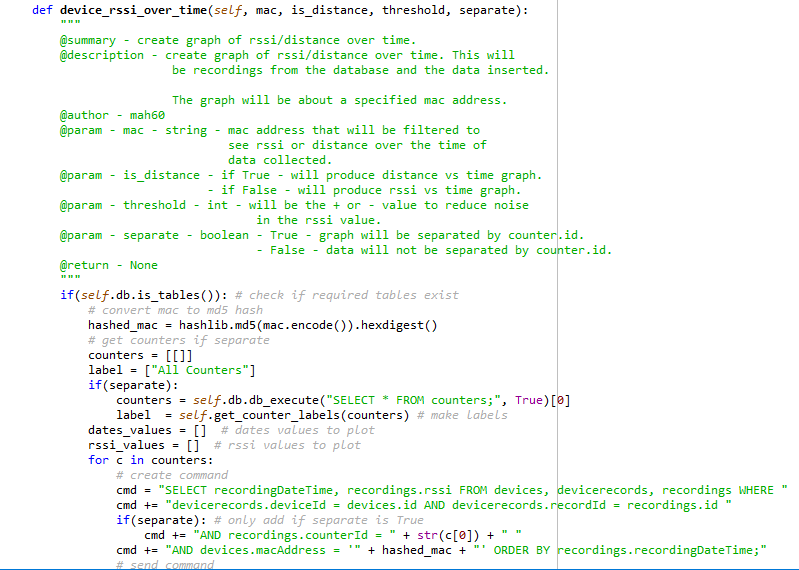 def device_rssi_over_time(self, mac, is_distance, threshold, separate):
"""
@summary - create graph of rssi/distance over time.
@description - create graph of rssi/distance over time. This will
be recordings from the database and the data inserted.
The graph will be about a specified mac address.
@author - mah60
@param - mac - string - mac address that will be filtered to
see rssi or distance over the time of
data collected.
@param - is_distance - if True - will produce distance vs time graph.
- if False - will produce rssi vs time graph.
@param - threshold - int - will be the + or - value to reduce noise
in the rssi value.
@param - separate - boolean - True - graph will be separated by counter.id.
- False - data will not be separated by counter.id.
@return - None
"""
if(self.db.is_tables()): # check if required tables exist
# convert mac to md5 hash
hashed_mac = hashlib.md5(mac.encode()).hexdigest()
# get counters if separate
counters = [[]]
label = ["All Counters"]
if(separate):
counters = self.db.db_execute("SELECT * FROM counters;", True)[0]
label  = self.get_counter_labels(counters) # make labels
dates_values = []  # dates values to plot
rssi_values = []  # rssi values to plot
for c in counters:
# create command
cmd = "SELECT recordingDateTime, recordings.rssi FROM devices, devicerecords, recordings WHERE "
cmd += "devicerecords.deviceId = devices.id AND devicerecords.recordId = recordings.id "
if(separate): # only add if separate is True
cmd += "AND recordings.counterId = " + str(c[0]) + " "
cmd += "AND devices.macAddress = '" + hashed_mac + "' ORDER BY recordings.recordingDateTime;"
# send command